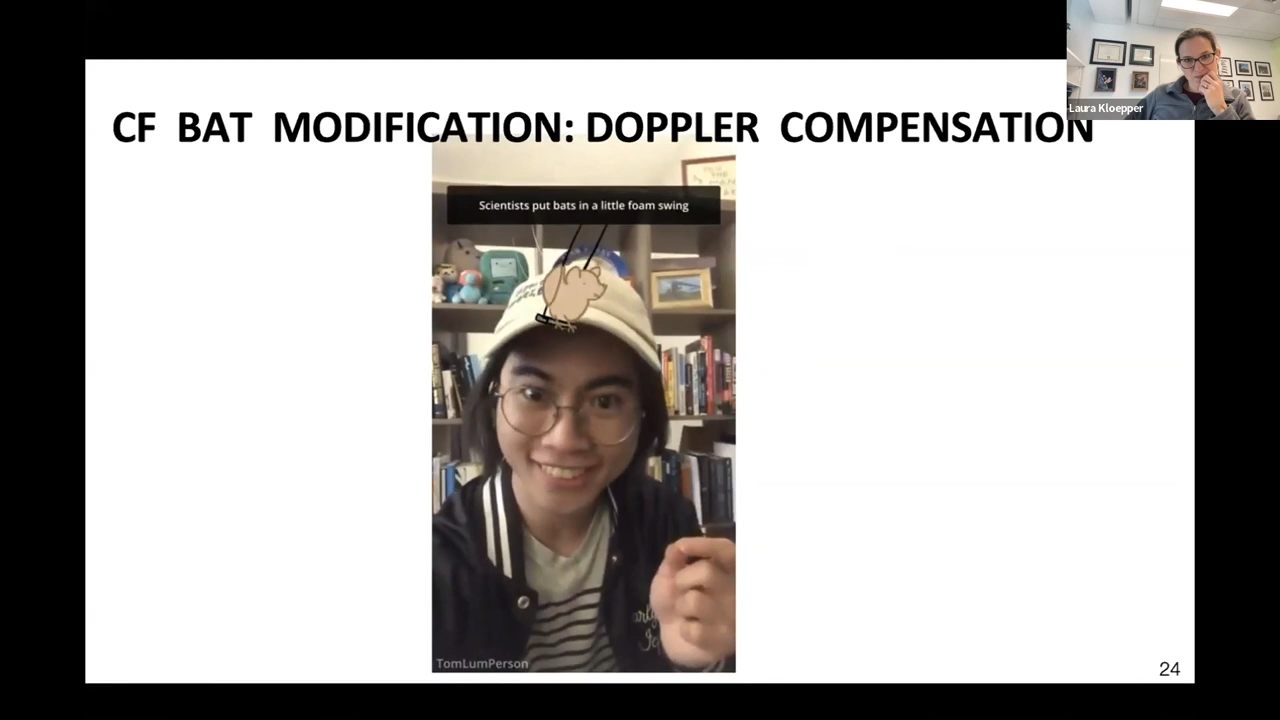 Laura Kloepper
CF BAT MODIFICATION: DOPPLER COMPENSATION
Scientists put bats in a little foam swing
TomLumPerson
24